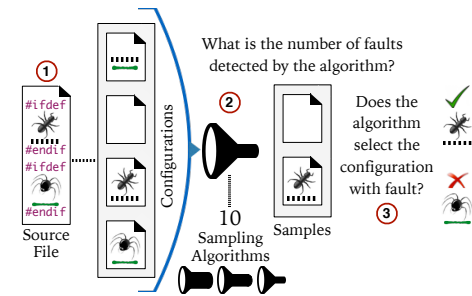 What is the number of faults
detected by the algorithm?
1
#ifdef
#endif
#ifdef
#endif
Source
File
Configurations
2
10
Sampling
Algorithms
Samples
Does the
algorithm
select the
configuration
with fault?
3